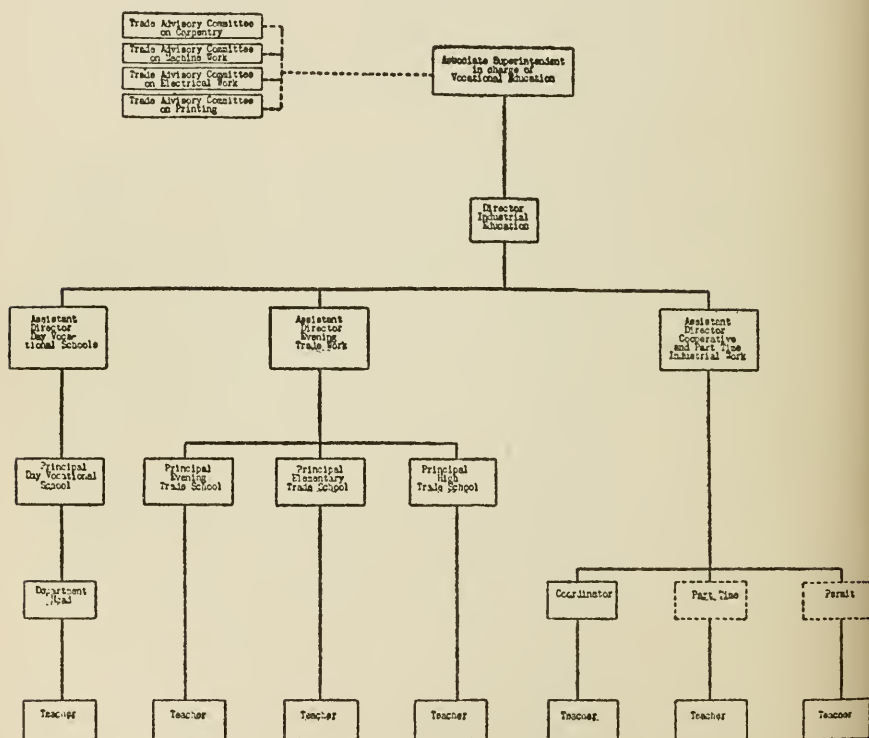 Trade Advisory Committee
on Carpentry
Trade Advisory Committee
on Machine Work
Trade Advisory Committee
on Electrical Work
Trade Advisory Committee
on Printing
Associate Superintendent
in charge of
Vocational Education
Director
Industrial
Education
Assistant
Director
Day Voca-
tional Schools
Assistant
Director
Evening
Trade Work
Assistant
Director
Cooperative
and Part Time
Industrial Work
Principal
Day Vocational
School
Principal
Evening
Trade School
Principal
Elementary
Trade School
Principal
High
Trade School
Department
Head
Coordinator
Part Time
Permit
Teacher
Teacher
Teacher
Teacher
Teacher
Teacher
Teacher